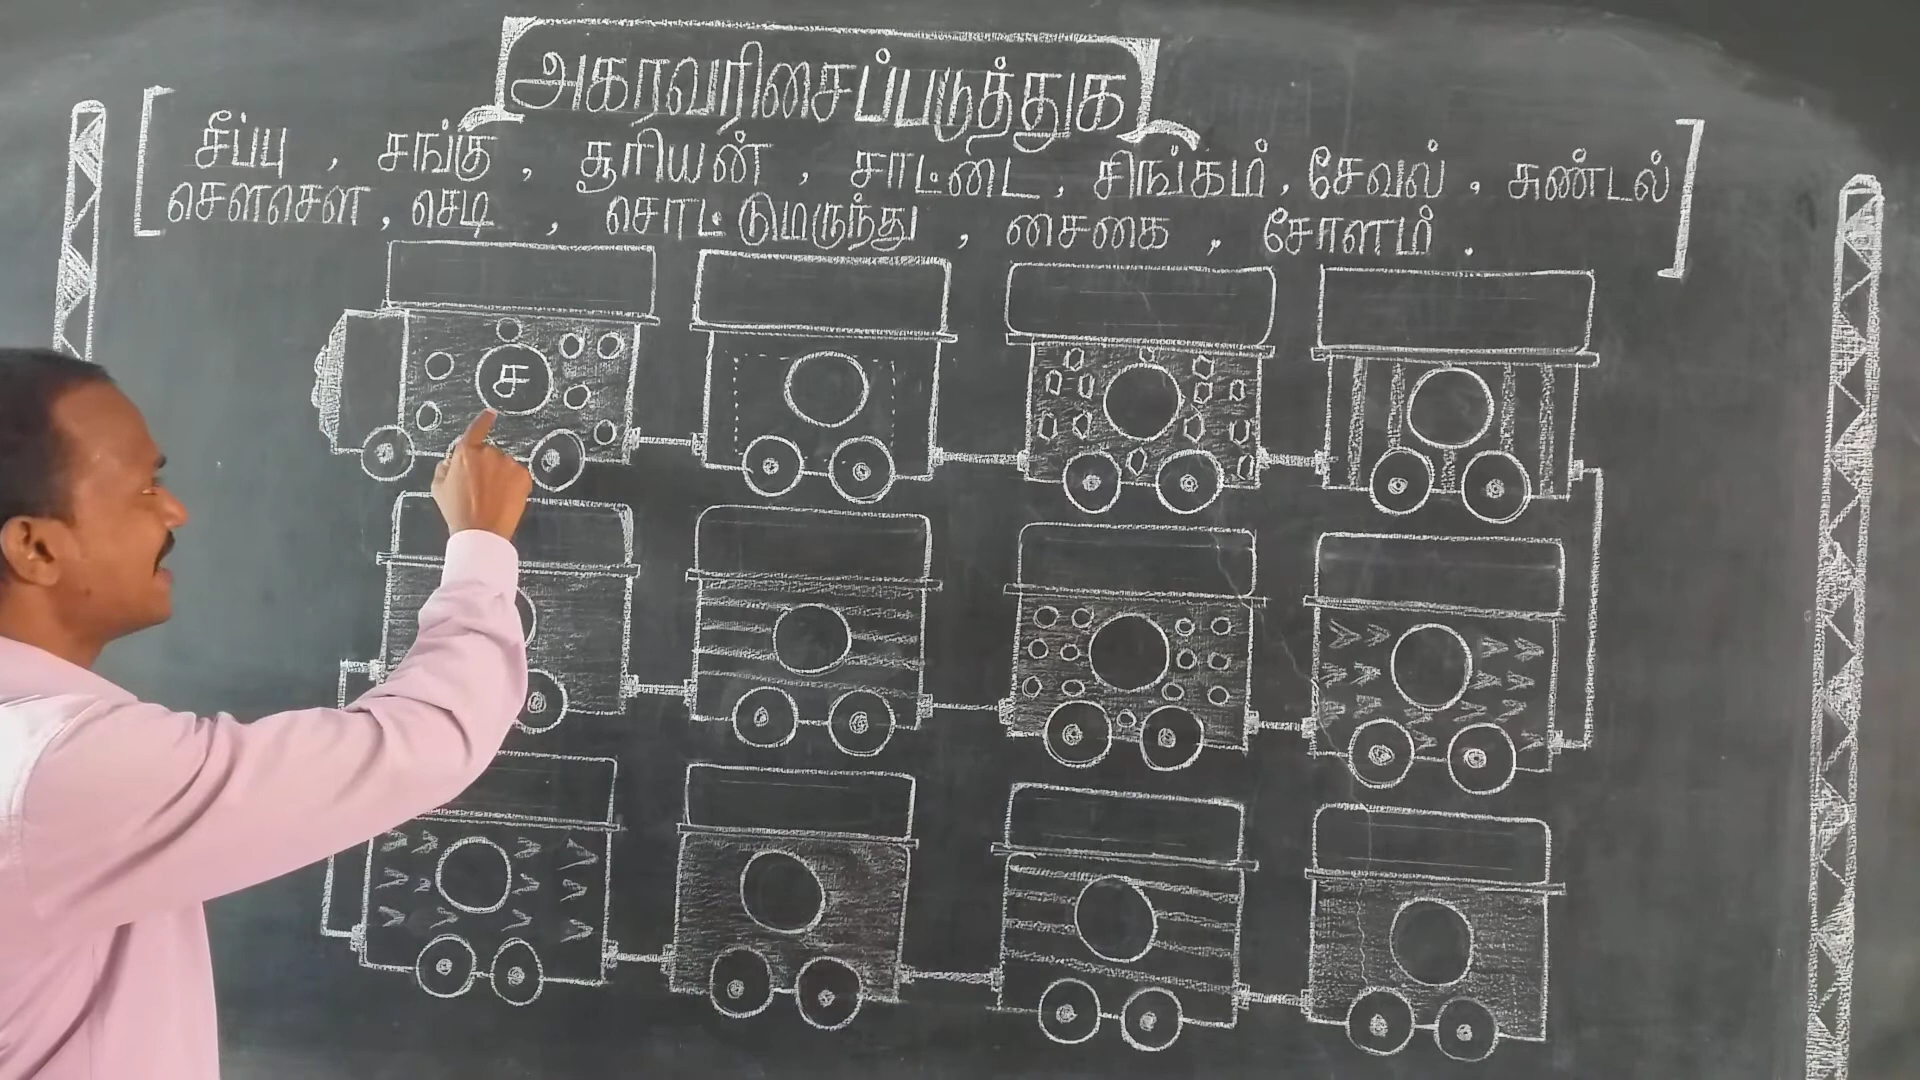 அகரவரிசைப்படுத்துக
சீப்பு , சங்கு , சூரியன் , சாட்டை , சிங்கம் , சேவல் , சுண்டல்
சௌசௌ , செடி , சொட்டுமருந்து , சைகை , சோளம் .
ச